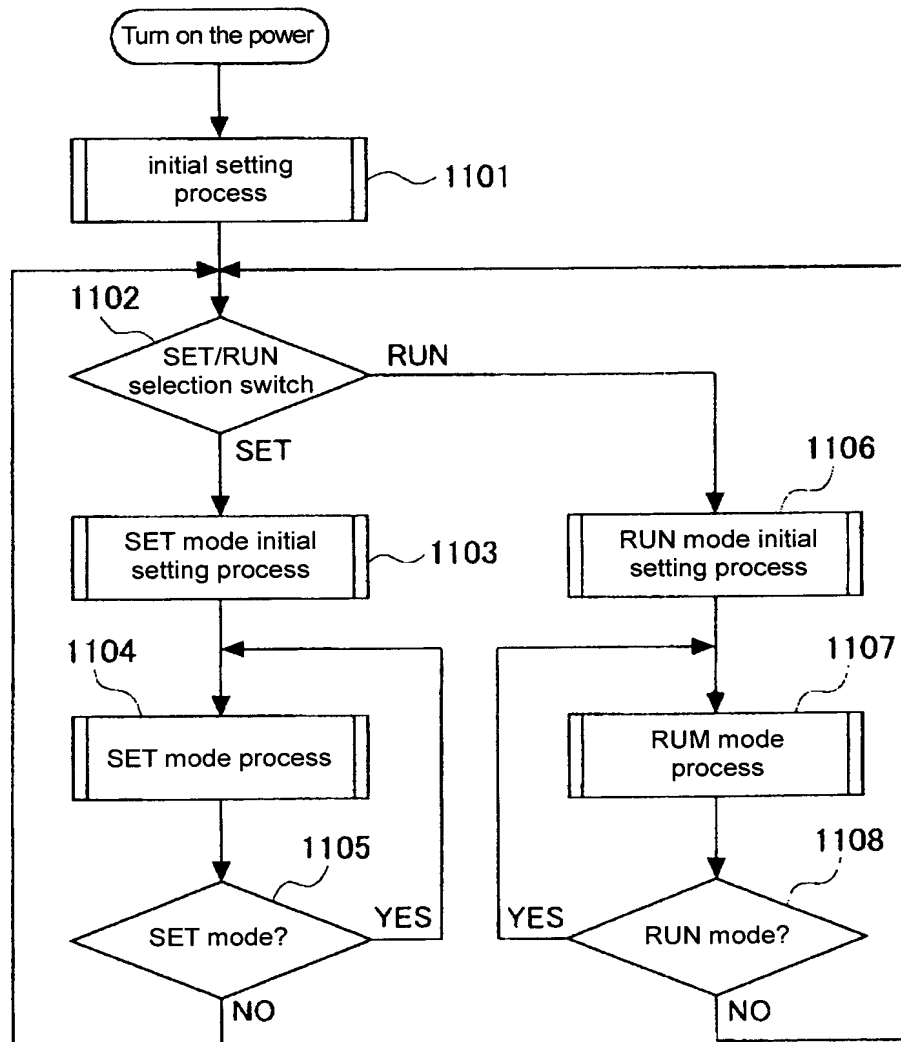 Turn on the power
initial setting
process
1101
1102
SET/RUN
selection switch
RUN
SET
1106
SET mode initial
setting process
1103
RUN mode initial
setting process
1104
1107
SET mode process
RUM mode
process
1105
1108
SET mode?
YES
YES
RUN mode?
NO
NO